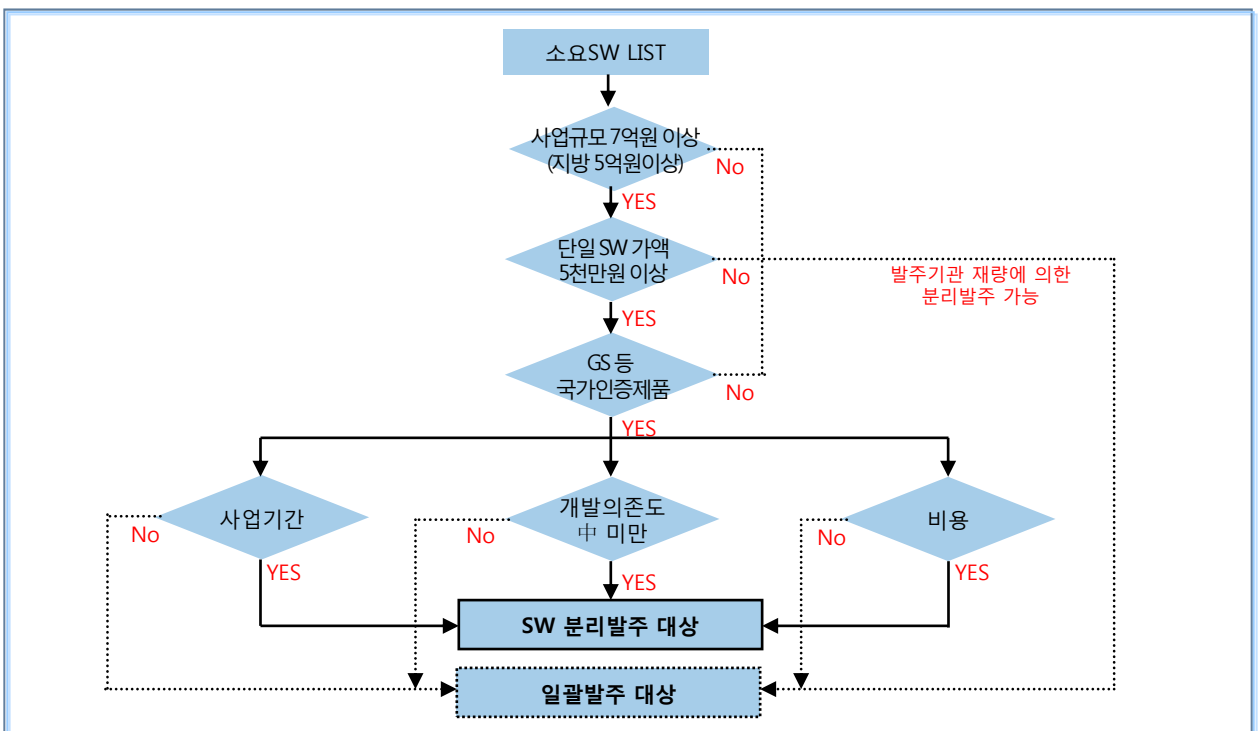 소요SW LIST
사업규모 7억원 이상
(지방 5억원이상)
No
YES
단일 SW 가액
5천만원 이상
No
발주기관 재량에 의한
분리발주 가능
YES
GS 등
국가인증제품
No
YES
사업기간
개발의존도
中 미만
비용
No
No
No
YES
YES
YES
SW 분리발주 대상
일괄발주 대상